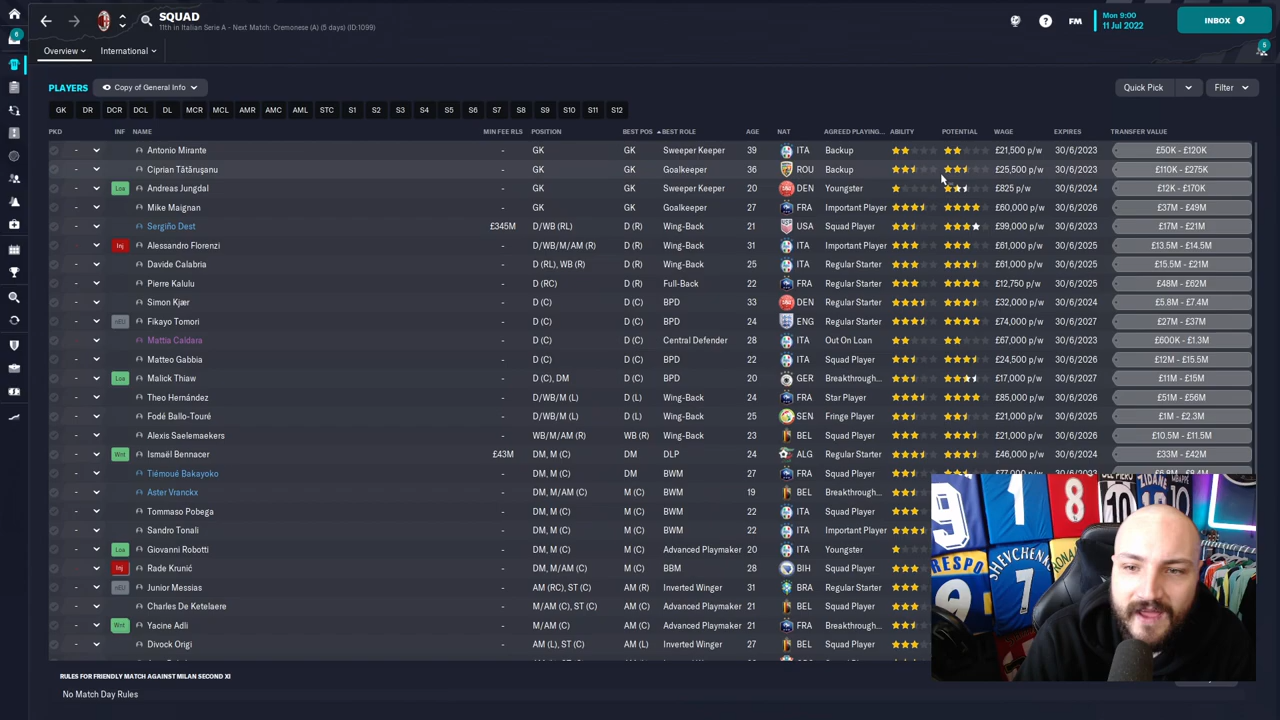 SQUAD
11th in Italian Serie A - Next Match: Cremonese (A) (5 days) (ID:1099)
FM
Mon 9:00
11 Jul 2022
INBOX
6
Overview
International
5
PLAYERS
Copy of General Info
Quick Pick
Filter
GK DR DCR DCL DL MCR MCL AMR AMC AML STC S1 S2 S3 S4 S5 S6 S7 S8 S9 S10 S11 S12
PKD INF NAME MIN FEE RLS POSITION BEST POS BEST ROLE AGE NAT AGREED PLAYING... ABILITY POTENTIAL WAGE EXPIRES TRANSFER VALUE
- Antonio Mirante - GK GK Sweeper Keeper 39 ITA Backup £21,500 p/w 30/6/2023 £50K - £120K
- Ciprian Tătărușanu - GK GK Goalkeeper 36 ROU Backup £25,500 p/w 30/6/2023 £110K - £275K
- Loa Andreas Jungdal - GK GK Sweeper Keeper 20 DEN Youngster £825 p/w 30/6/2024 £12K - £170K
- Mike Maignan - GK GK Goalkeeper 27 FRA Important Player £60,000 p/w 30/6/2026 £37M - £49M
- Sergiño Dest £345M D/WB (RL) D (R) Wing-Back 21 USA Squad Player £99,000 p/w 30/6/2023 £17M - £21M
- Inj Alessandro Florenzi - D/WB/M/AM (R) D (R) Wing-Back 31 ITA Important Player £61,000 p/w 30/6/2025 £13.5M - £14.5M
- Davide Calabria - D (RL), WB (R) D (R) Wing-Back 25 ITA Regular Starter £61,000 p/w 30/6/2025 £15.5M - £21M
- Pierre Kalulu - D (RC) D (R) Full-Back 22 FRA Regular Starter £12,750 p/w 30/6/2025 £48M - £62M
- Simon Kjær - D (C) D (C) BPD 33 DEN Regular Starter £32,000 p/w 30/6/2024 £5.8M - £7.4M
- nEU Fikayo Tomori - D (C) D (C) BPD 24 ENG Regular Starter £74,000 p/w 30/6/2027 £27M - £37M
- Mattia Caldara - D (C) D (C) Central Defender 28 ITA Out On Loan £67,000 p/w 30/6/2023 £600K - £1.3M
- Matteo Gabbia - D (C) D (C) BPD 22 ITA Squad Player £24,500 p/w 30/6/2026 £12M - £15.5M
- Loa Malick Thiaw - D (C), DM D (C) BPD 20 GER Breakthrough... £17,000 p/w 30/6/2027 £11M - £15M
- Theo Hernández - D/WB/M (L) D (L) Wing-Back 24 FRA Star Player £85,000 p/w 30/6/2026 £51M - £56M
- Fodé Ballo-Touré - D/WB/M (L) D (L) Wing-Back 25 SEN Fringe Player £21,000 p/w 30/6/2025 £1M - £2.3M
- Alexis Saelemaekers - WB/M/AM (R) WB (R) Wing-Back 23 BEL Squad Player £21,000 p/w 30/6/2026 £10.5M - £11.5M
- Wnt Ismaël Bennacer £43M DM, M (C) DM DLP 24 ALG Regular Starter £46,000 p/w 30/6/2024 £33M - £42M
- Tiémoué Bakayoko - DM, M (C) DM BWM 27 FRA Squad Player £77,000 p/w 30/6/2023
- Aster Vranckx - DM, M/AM (C) M (C) BWM 19 BEL Breakthrough...
- Tommaso Pobega - DM, M (C) M (C) BWM 22 ITA Squad Player
- Sandro Tonali - DM, M (C) M (C) BWM 22 ITA Important Player
- Loa Giovanni Robotti - DM, M (C) M (C) Advanced Playmaker 20 ITA Youngster
- Inj Rade Krunić - DM, M/AM (C) M (C) BBM 28 BIH Squad Player
- nEU Junior Messias - AM (RC), ST (C) AM (R) Inverted Winger 31 BRA Regular Starter
- Charles De Ketelaere - M/AM (C), ST (C) AM (C) Advanced Playmaker 21 BEL Squad Player
- Wnt Yacine Adli - M/AM (C) AM (C) Advanced Playmaker 21 FRA Breakthrough...
- Divock Origi - AM (L), ST (C) AM (L) Inverted Winger 27 BEL Squad Player
RULES FOR FRIENDLY MATCH AGAINST MILAN SECOND XI
No Match Day Rules
9
1
8
DEL PIERO
ZIDANE
MBAPPÉ
10
CRESPO
SHEVCHENKO
7
RONA